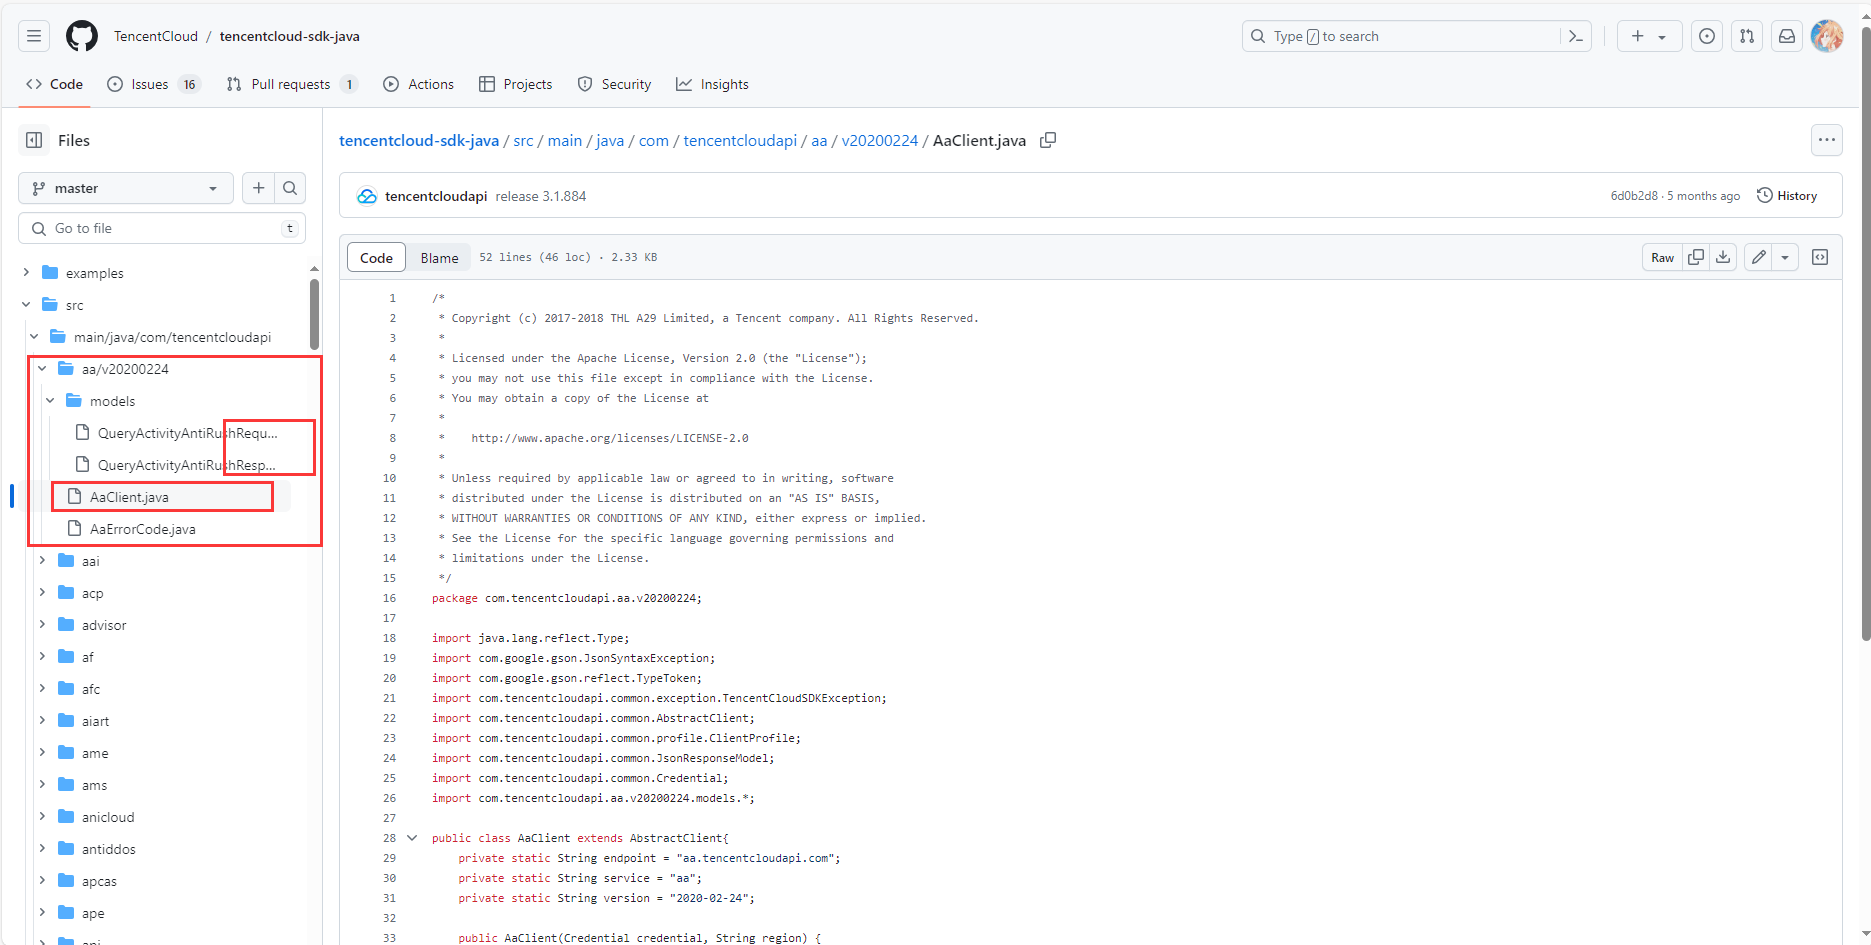 TencentCloud / tencentcloud-sdk-java
Type / to search
Code
Issues 16
Pull requests 1
Actions
Projects
Security
Insights
Files
master
Go to file
t
examples
src
main/java/com/tencentcloudapi
aa/v20200224
models
QueryActivityAntiRushRequ...
QueryActivityAntiRushResp...
AaClient.java
AaErrorCode.java
aai
acp
advisor
af
afc
aiart
ame
ams
anicloud
antiddos
apcas
ape
api
tencentcloud-sdk-java / src / main / java / com / tencentcloudapi / aa / v20200224 / AaClient.java
tencentcloudapi release 3.1.884
6d0b2d8 · 5 months ago
History
Code
Blame
52 lines (46 loc) · 2.33 KB
Raw
1 /*
2 * Copyright (c) 2017-2018 THL A29 Limited, a Tencent company. All Rights Reserved.
3 *
4 * Licensed under the Apache License, Version 2.0 (the "License");
5 * you may not use this file except in compliance with the License.
6 * You may obtain a copy of the License at
7 *
8 * http://www.apache.org/licenses/LICENSE-2.0
9 *
10 * Unless required by applicable law or agreed to in writing, software
11 * distributed under the License is distributed on an "AS IS" BASIS,
12 * WITHOUT WARRANTIES OR CONDITIONS OF ANY KIND, either express or implied.
13 * See the License for the specific language governing permissions and
14 * limitations under the License.
15 */
16 package com.tencentcloudapi.aa.v20200224;
17
18 import java.lang.reflect.Type;
19 import com.google.gson.JsonSyntaxException;
20 import com.google.gson.reflect.TypeToken;
21 import com.tencentcloudapi.common.exception.TencentCloudSDKException;
22 import com.tencentcloudapi.common.AbstractClient;
23 import com.tencentcloudapi.common.profile.ClientProfile;
24 import com.tencentcloudapi.common.JsonResponseModel;
25 import com.tencentcloudapi.common.Credential;
26 import com.tencentcloudapi.aa.v20200224.models.*;
27
28 public class AaClient extends AbstractClient{
29 private static String endpoint = "aa.tencentcloudapi.com";
30 private static String service = "aa";
31 private static String version = "2020-02-24";
32
33 public AaClient(Credential credential, String region) {